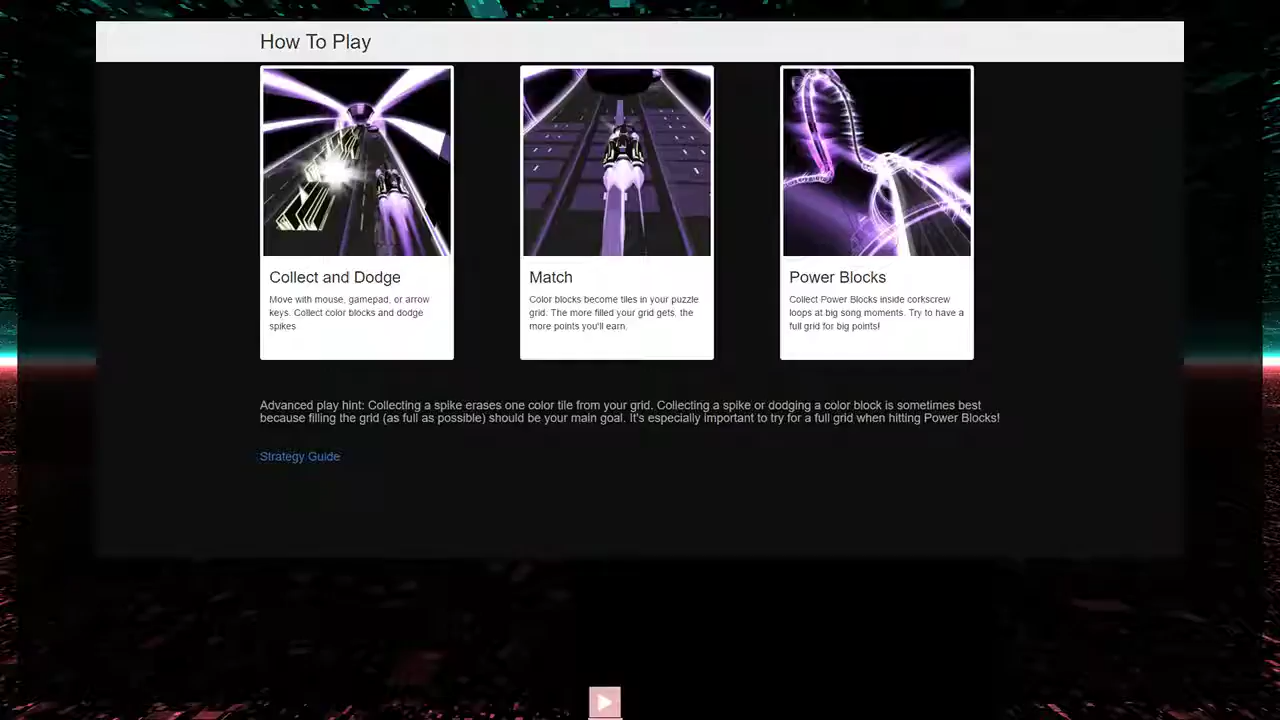 How To Play
Collect and Dodge
Move with mouse, gamepad, or arrow
keys. Collect color blocks and dodge
spikes
Match
Color blocks become tiles in your puzzle
grid. The more filled your grid gets, the
more points you'll earn.
Power Blocks
Collect Power Blocks inside corkscrew
loops at big song moments. Try to have a
full grid for big points!
Advanced play hint: Collecting a spike erases one color tile from your grid. Collecting a spike or dodging a color block is sometimes best
because filling the grid (as full as possible) should be your main goal. It's especially important to try for a full grid when hitting Power Blocks!
Strategy Guide